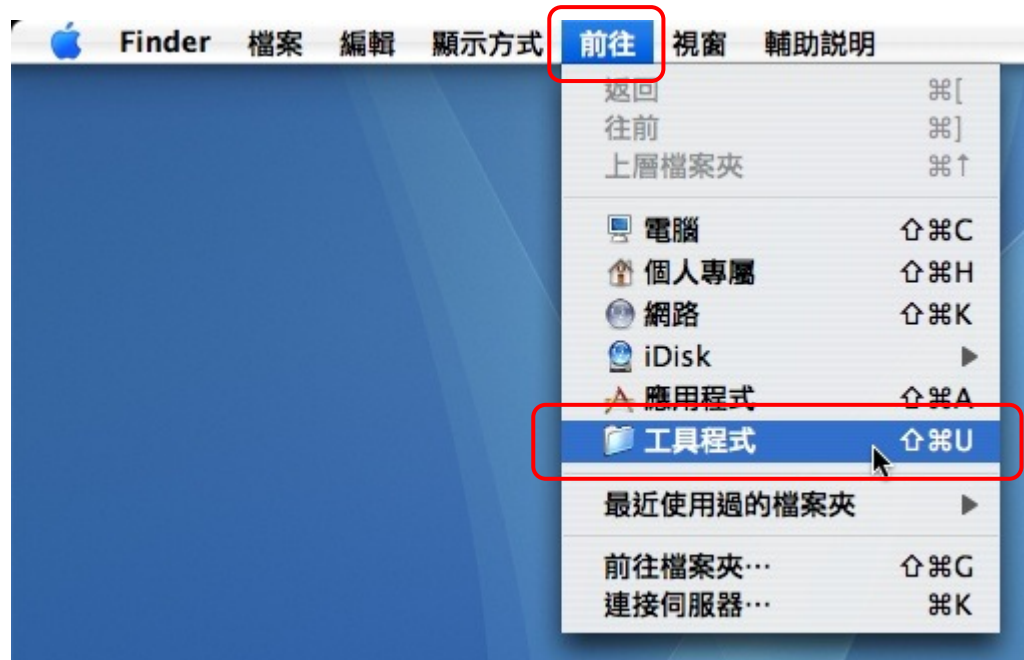 Finder 檔案 編輯 顯示方式 前往 視窗 輔助說明
返回 ⌘[
往前 ⌘]
上層檔案夾 ⌘↑
電腦 ⇧⌘C
個人專屬 ⇧⌘H
網路 ⇧⌘K
iDisk ▶
應用程式 ⇧⌘A
工具程式 ⇧⌘U
最近使用過的檔案夾 ▶
前往檔案夾… ⇧⌘G
連接伺服器… ⌘K